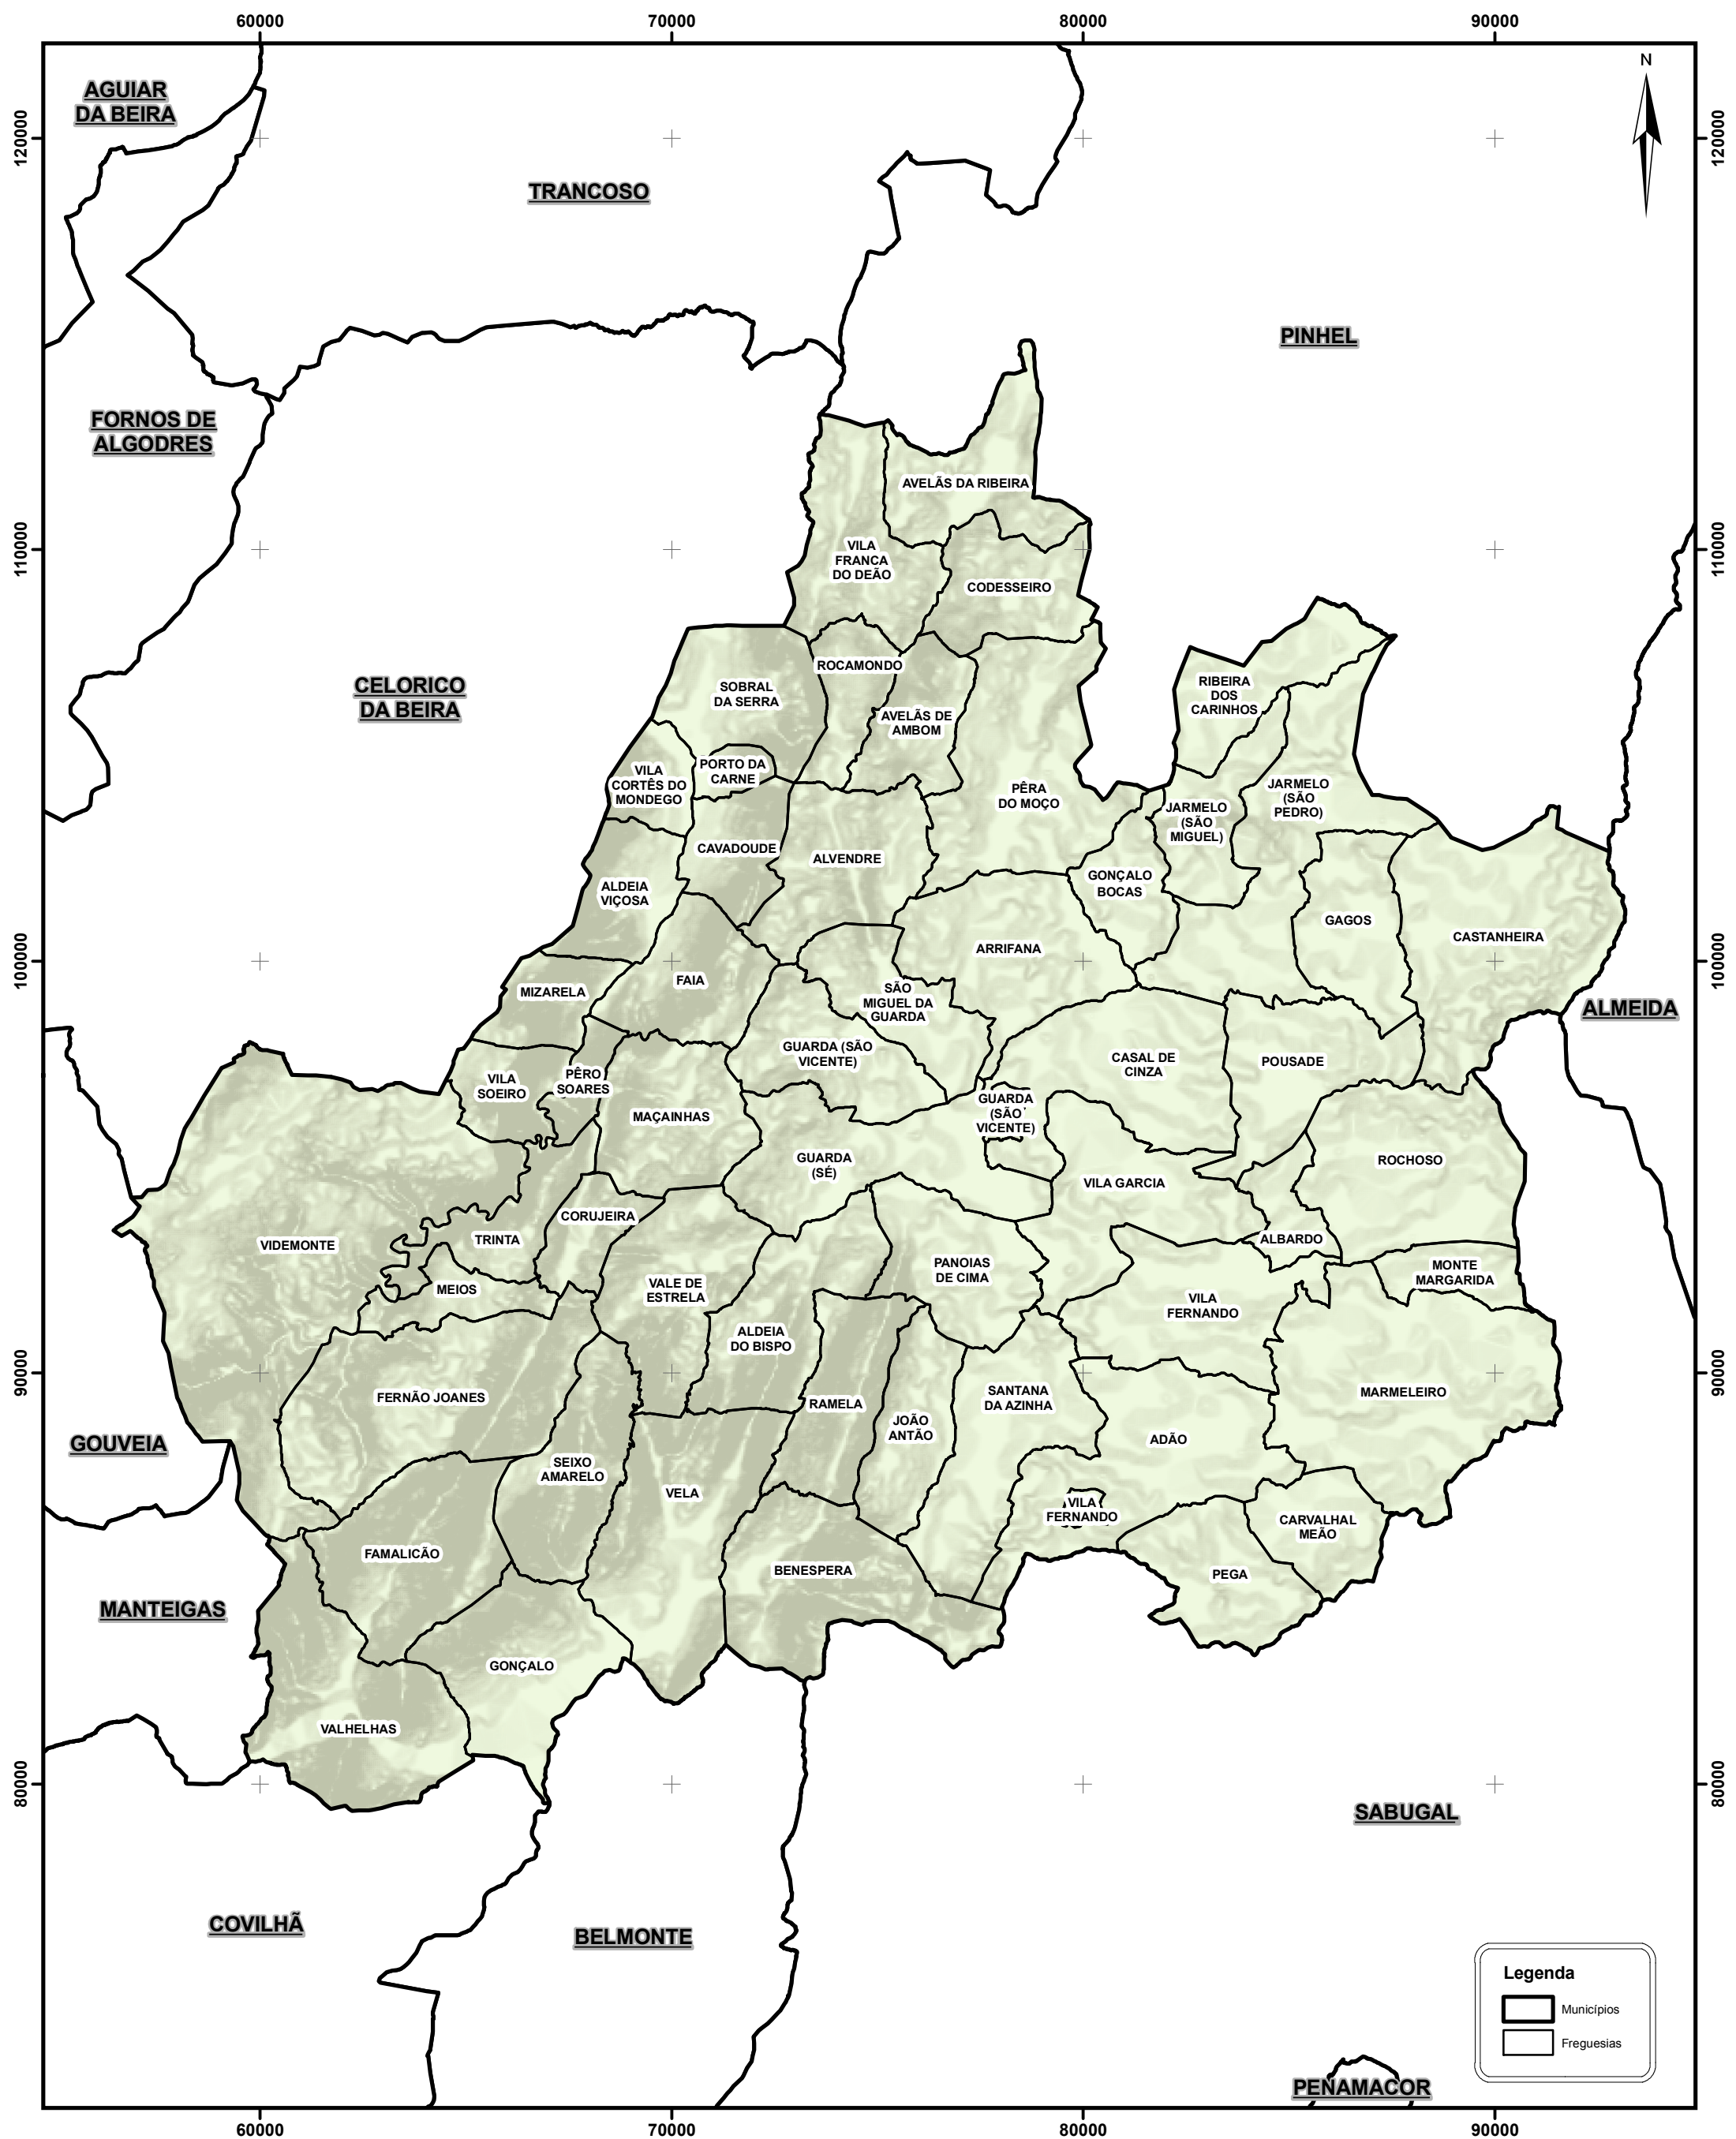 60000
70000
80000
90000
N
AGUIAR
DA BEIRA
120000
120000
TRANCOSO
PINHEL
FORNOS DE
ALGODRES
AVELÃS DA RIBEIRA
110000
110000
VILA
FRANCA
DO DEÃO
CODESSEIRO
ROCAMONDO
CELORICO
DA BEIRA
SOBRAL
DA SERRA
RIBEIRA
DOS
CARINHOS
AVELÃS DE
AMBOM
PORTO DA
CARNE
VILA
CORTÊS DO
MONDEGO
PÊRA
DO MOÇO
JARMELO
(SÃO
PEDRO)
JARMELO
(SÃO
MIGUEL)
CAVADOUDE
ALVENDRE
GONÇALO
BOCAS
ALDEIA
VIÇOSA
GAGOS
CASTANHEIRA
ARRIFANA
100000
100000
FAIA
MIZARELA
SÃO
MIGUEL DA
GUARDA
ALMEIDA
GUARDA (SÃO
VICENTE)
CASAL DE
CINZA
POUSADE
PÊRO
SOARES
VILA
SOEIRO
GUARDA
(SÃO
VICENTE)
MAÇAINHAS
GUARDA
(SÉ)
ROCHOSO
VILA GARCIA
CORUJEIRA
TRINTA
VIDEMONTE
ALBARDO
PANOIAS
DE CIMA
MONTE
MARGARIDA
MEIOS
VALE DE
ESTRELA
VILA
FERNANDO
ALDEIA
DO BISPO
90000
90000
FERNÃO JOANES
SANTANA
DA AZINHA
MARMELEIRO
RAMELA
JOÃO
ANTÃO
ADÃO
GOUVEIA
SEIXO
AMARELO
VELA
VILA
FERNANDO
CARVALHAL
MEÃO
FAMALICÃO
BENESPERA
PEGA
MANTEIGAS
GONÇALO
VALHELHAS
80000
80000
SABUGAL
COVILHÃ
BELMONTE
Legenda
Municípios
Freguesias
PENAMACOR
60000
70000
80000
90000